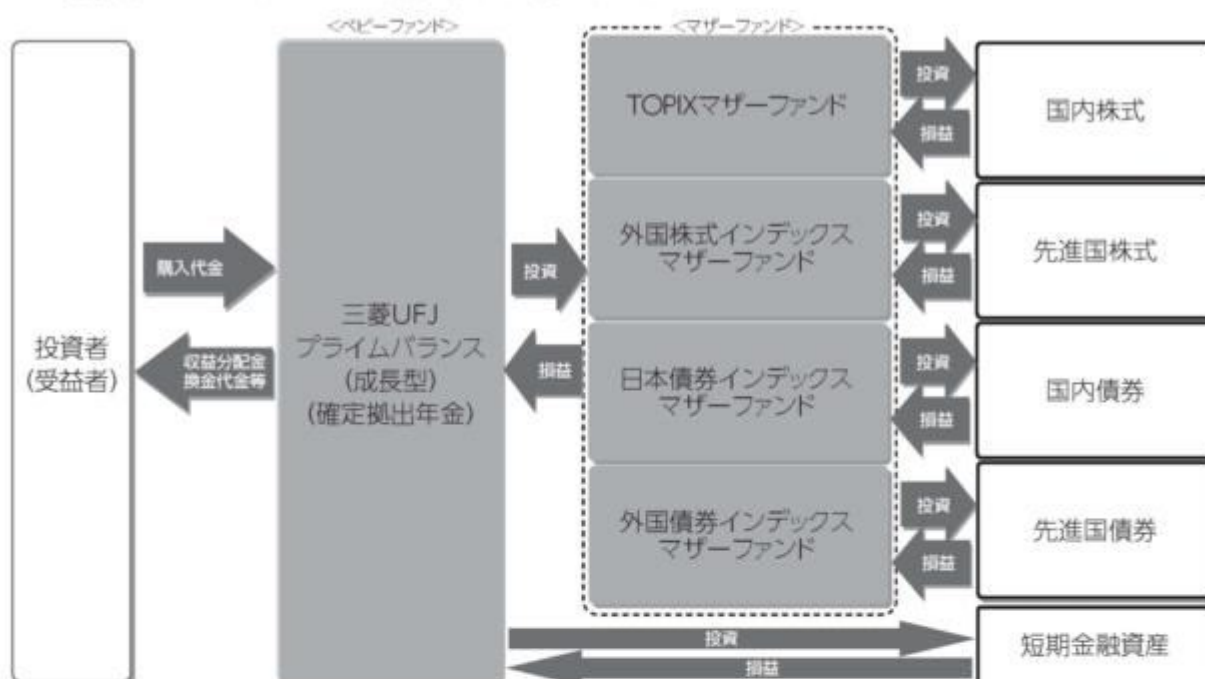 <ベビーファンド>
<マザーファンド>
投資者
(受益者)
購入代金
収益分配金
換金代金等
三菱UFJ
プライムバランス
(成長型)
(確定拠出年金)
投資
損益
TOPIXマザーファンド
投資
損益
国内株式
外国株式インデックス
マザーファンド
投資
損益
先進国株式
日本債券インデックス
マザーファンド
投資
損益
国内債券
外国債券インデックス
マザーファンド
投資
損益
先進国債券
投資
損益
短期金融資産